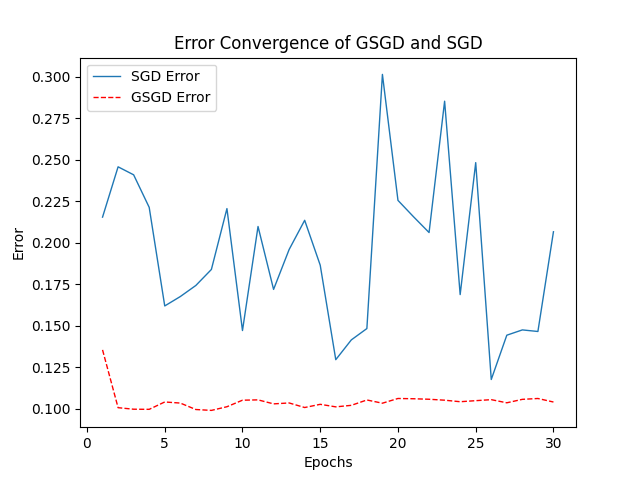 Error Convergence of GSGD and SGD
SGD Error
GSGD Error
0.300
0.275
0.250
0.225
0.200
0.175
0.150
0.125
0.100
Error
0 5 10 15 20 25 30
Epochs